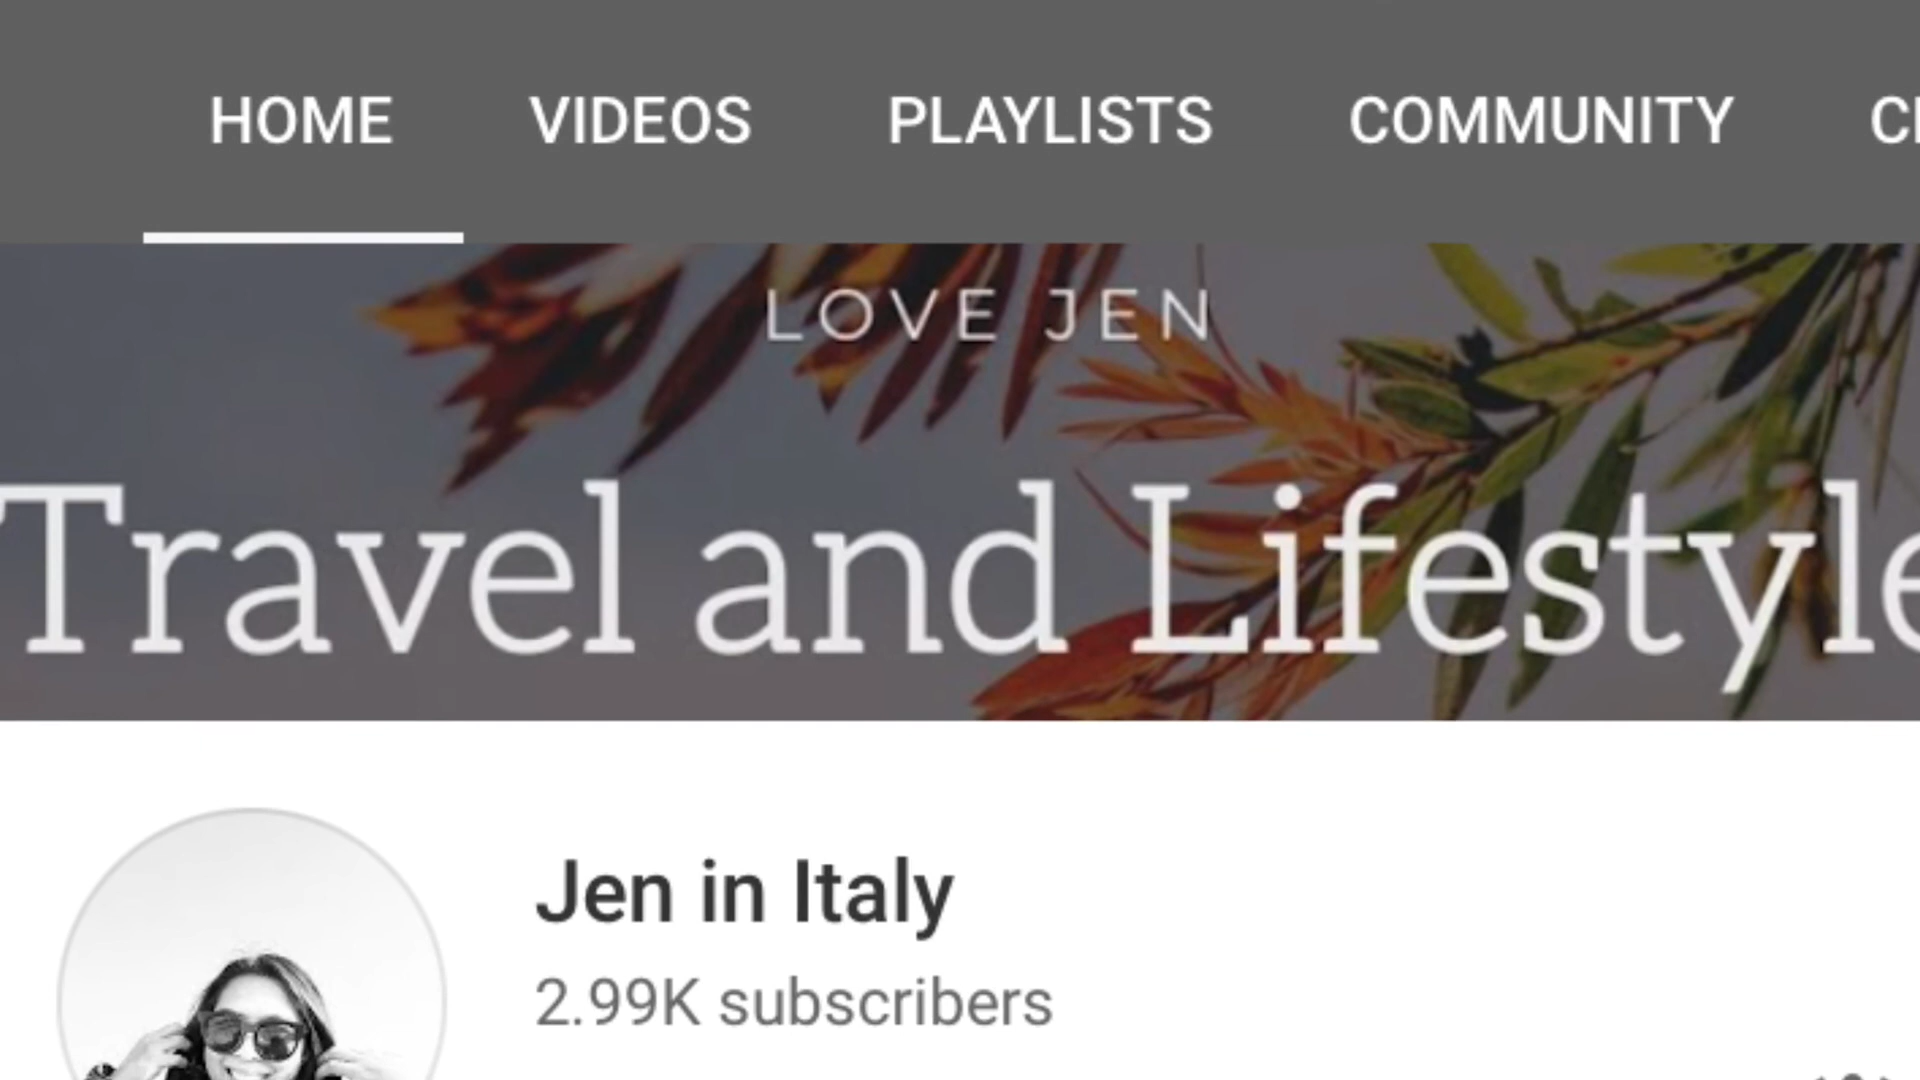 HOME VIDEOS PLAYLISTS COMMUNITY
LOVE JEN
Travel and Lifestyle
Jen in Italy
2.99K subscribers